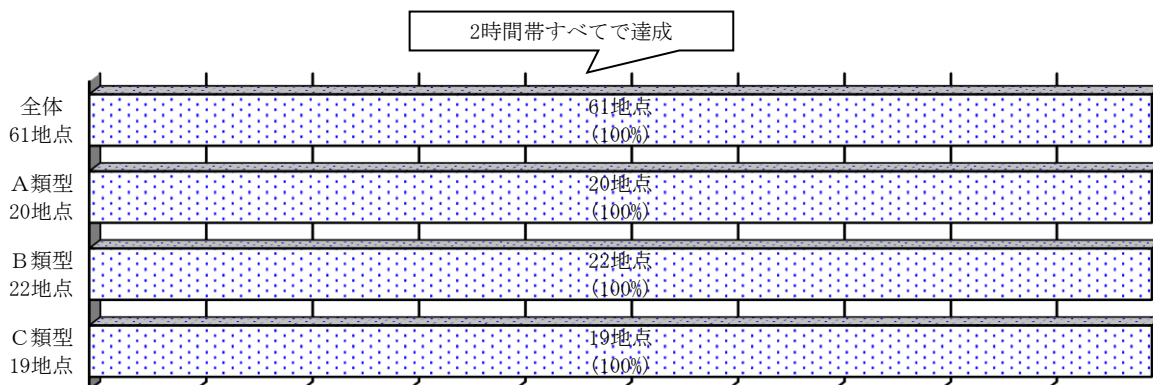 2時間帯すべてで達成
全体
61地点
61地点
(100%)
Ａ類型
20地点
20地点
(100%)
Ｂ類型
22地点
22地点
(100%)
Ｃ類型
19地点
19地点
(100%)